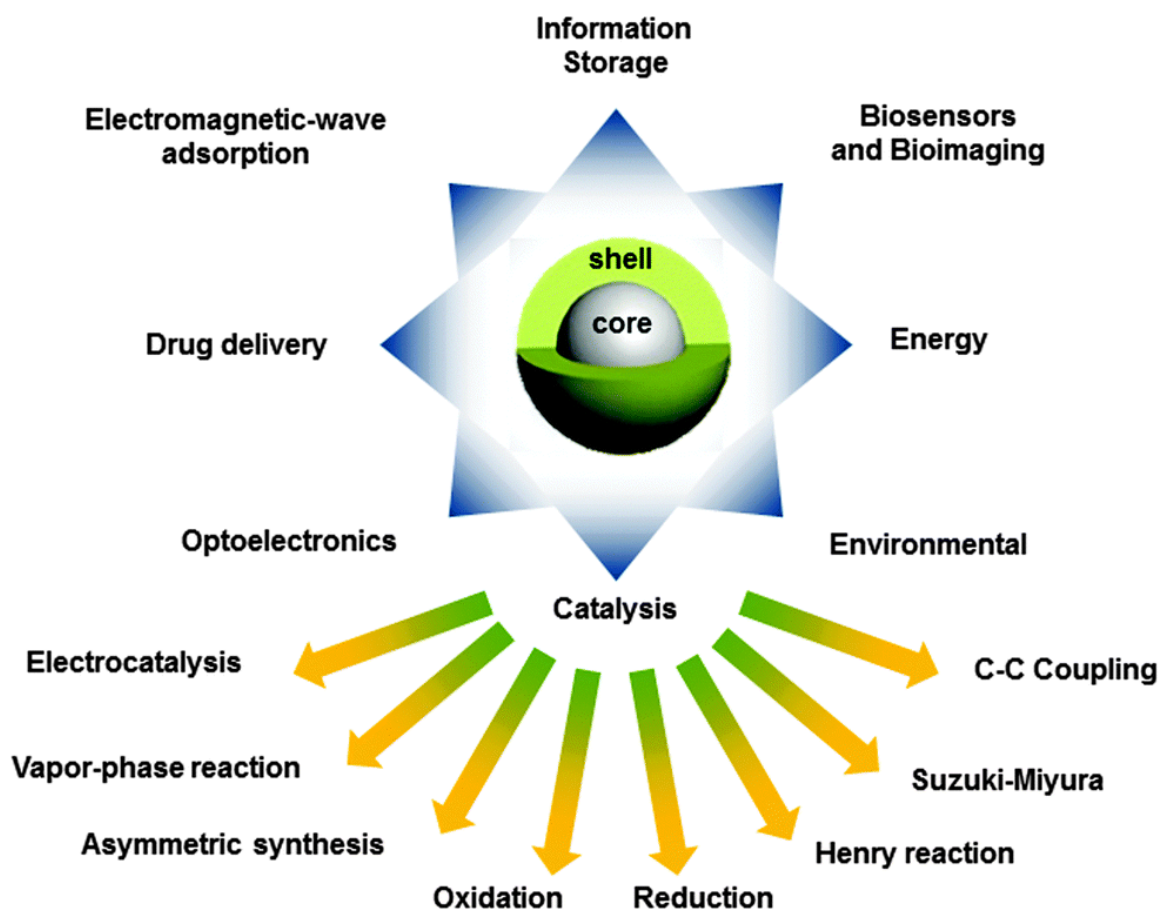 Information
Storage
Electromagnetic-wave
adsorption
Biosensors
and Bioimaging
shell
core
Drug delivery
Energy
Optoelectronics
Environmental
Catalysis
Electrocatalysis
C-C Coupling
Vapor-phase reaction
Suzuki-Miyura
Asymmetric synthesis
Henry reaction
Oxidation
Reduction